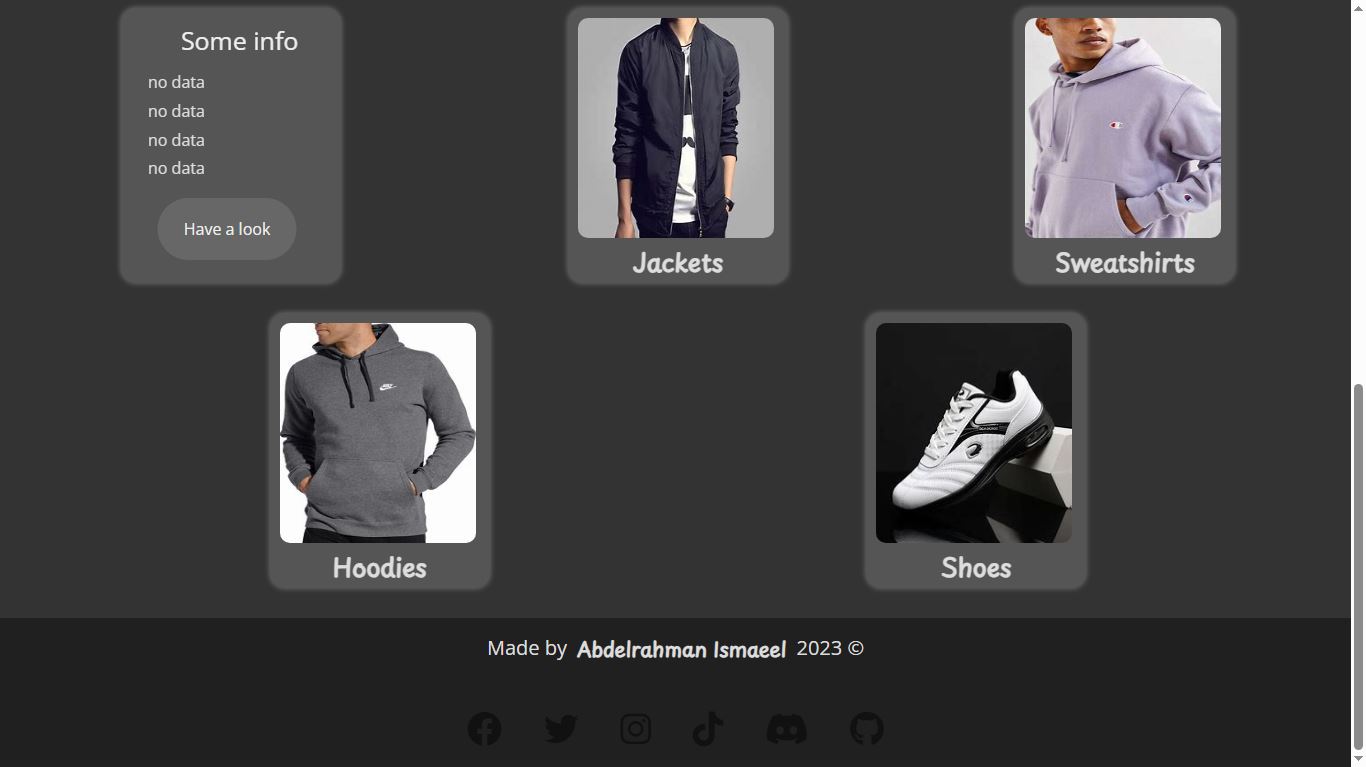 Some info
no data
no data
no data
no data
Have a look
Jackets
Sweatshirts
Hoodies
Shoes
Made by Abdelrahman Ismaeel 2023 ©